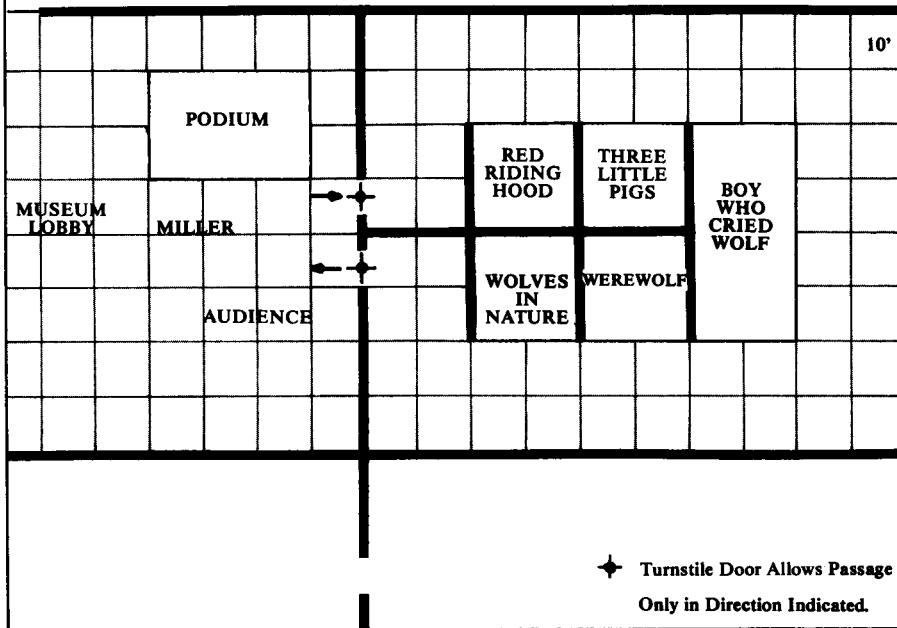 10'
PODIUM
MUSEUM
LOBBY
MILLER
AUDIENCE
RED
RIDING
HOOD
THREE
LITTLE
PIGS
BOY
WHO
CRIED
WOLF
WOLVES
IN
NATURE
WEREWOLF
Turnstile Door Allows Passage
Only in Direction Indicated.